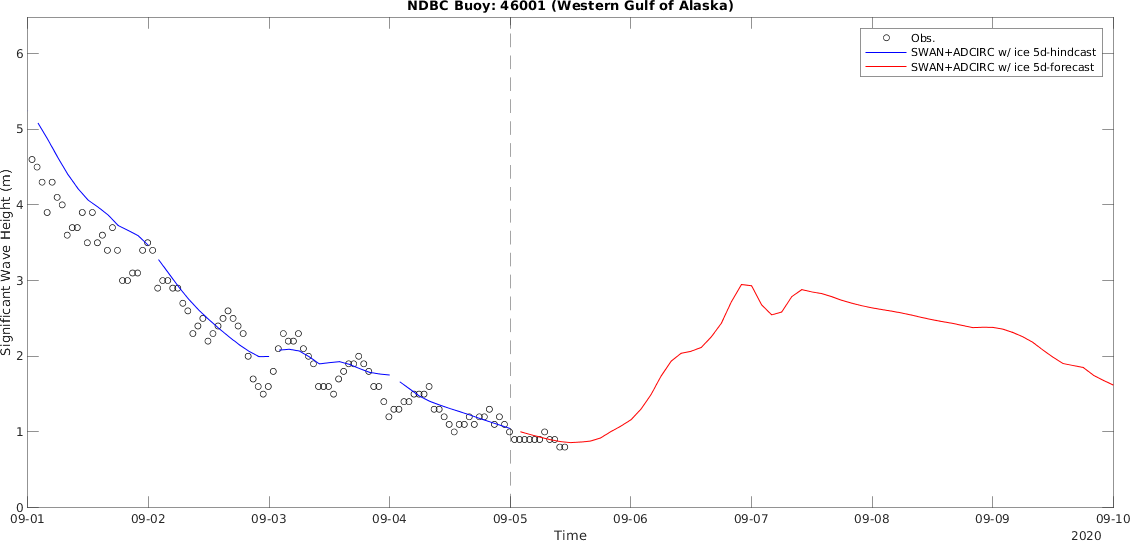 NDBC Buoy: 46001 (Western Gulf of Alaska)
Obs.
SWAN+ADCIRC w/ ice 5d-hindcast
SWAN+ADCIRC w/ ice 5d-forecast
Significant Wave Height (m)
6
5
4
3
2
1
0
09-01 09-02 09-03 09-04 09-05 09-06 09-07 09-08 09-09 09-10
Time
2020